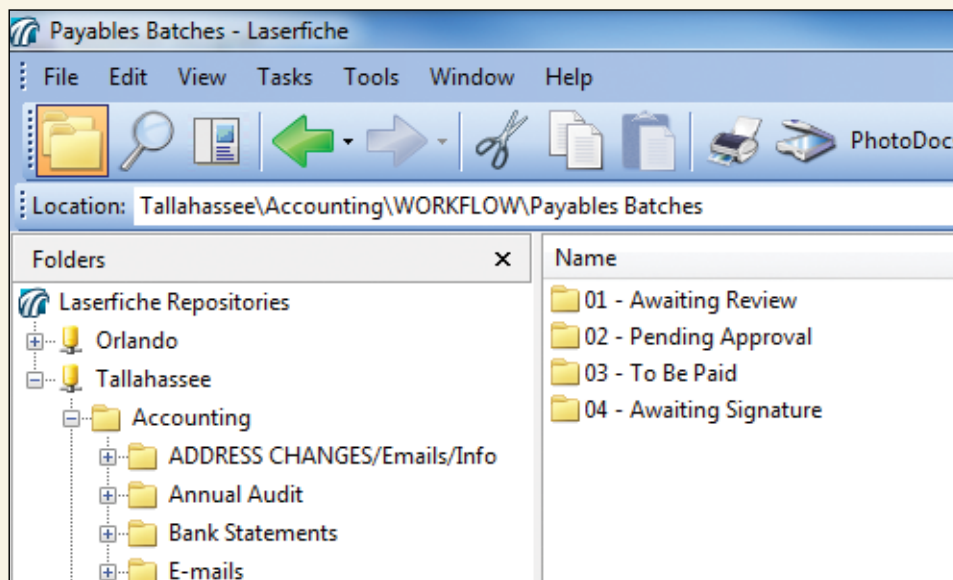 Payables Batches - Laserfiche
File Edit View Tasks Tools Window Help
PhotoDoc
Location: Tallahassee\Accounting\WORKFLOW\Payables Batches
Folders
Laserfiche Repositories
Orlando
Tallahassee
Accounting
ADDRESS CHANGES/Emails/Info
Annual Audit
Bank Statements
E-mails
Name
01 - Awaiting Review
02 - Pending Approval
03 - To Be Paid
04 - Awaiting Signature